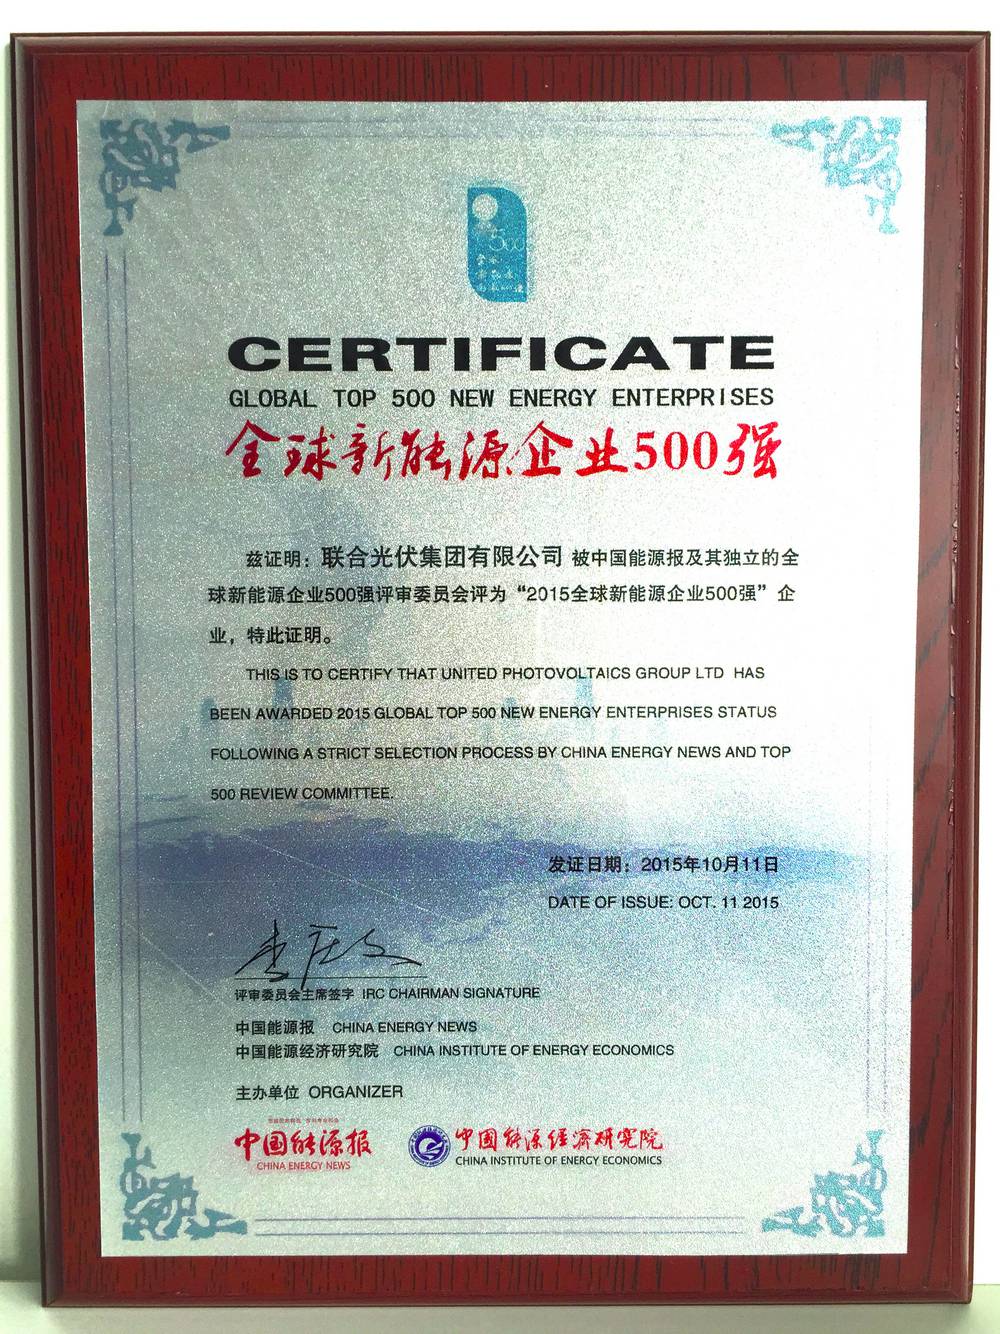 500
CERTIFICATE
GLOBAL TOP 500 NEW ENERGY ENTERPRISES
全球新能源企业500强
兹证明：联合光伏集团有限公司 被中国能源报及其独立的全
球新能源企业500强评审委员会评为“2015全球新能源企业500强”企
业，特此证明。
THIS IS TO CERTIFY THAT UNITED PHOTOVOLTAICS GROUP LTD HAS
BEEN AWARDED 2015 GLOBAL TOP 500 NEW ENERGY ENTERPRISES STATUS
FOLLOWING A STRICT SELECTION PROCESS BY CHINA ENERGY NEWS AND TOP
500 REVIEW COMMITTEE.
发证日期：2015年10月11日
DATE OF ISSUE: OCT. 11 2015
评审委员会主席签字 IRC CHAIRMAN SIGNATURE
中国能源报 CHINA ENERGY NEWS
中国能源经济研究院 CHINA INSTITUTE OF ENERGY ECONOMICS
主办单位 ORGANIZER
中国能源报
CHINA ENERGY NEWS
中国能源经济研究院
CHINA INSTITUTE OF ENERGY ECONOMICS